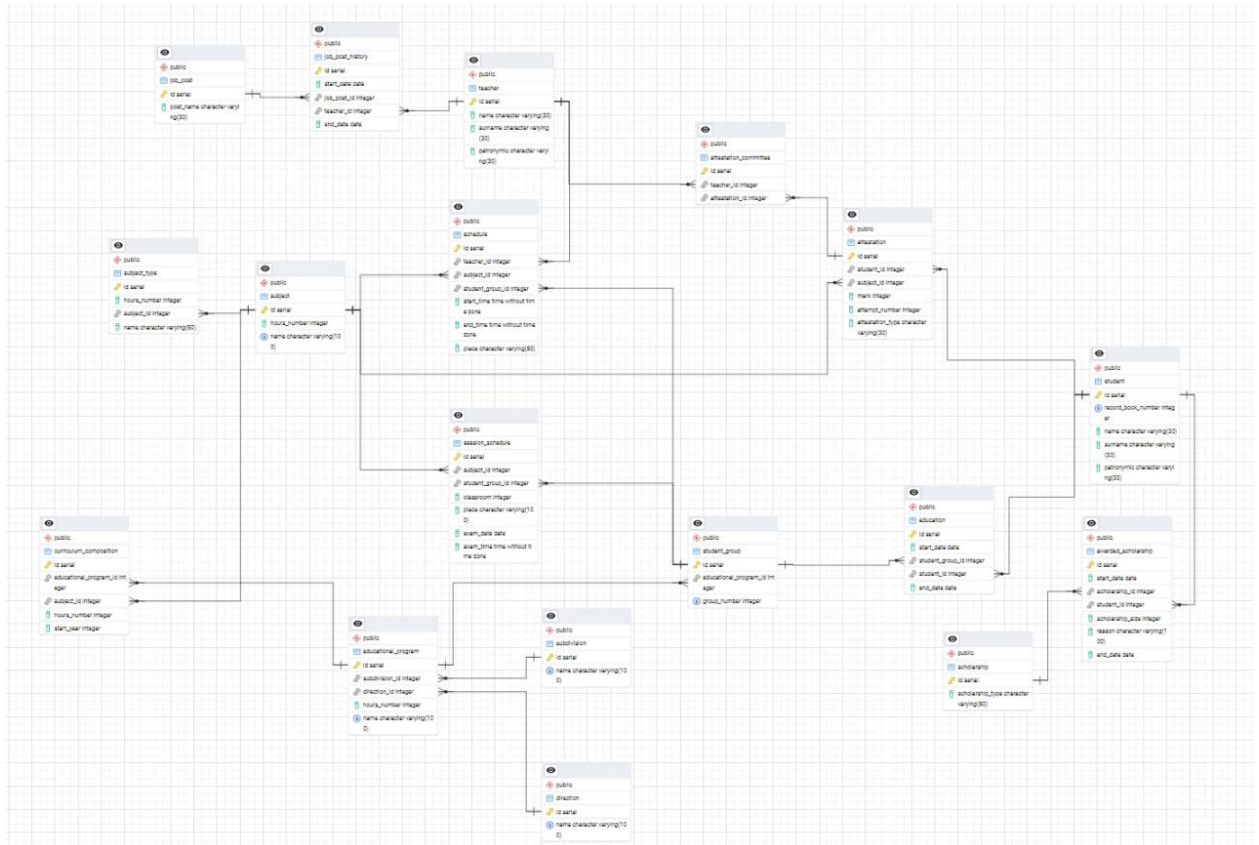 public
job_post
id serial
post_name character varyi
ng(30)
public
job_post_history
id serial
start_date date
job_post_id integer
teacher_id integer
end_date date
public
teacher
id serial
name character varying(30)
surname character varying
(30)
patronymic character varyi
ng(30)
public
attestation_committee
id serial
teacher_id integer
attestation_id integer
public
schedule
id serial
teacher_id integer
subject_id integer
student_group_id integer
start_time time without tim
e zone
end_time time without time
zone
place character varying(80)
public
attestation
id serial
student_id integer
subject_id integer
mark integer
attempt_number integer
attestation_type character
varying(30)
public
subject_type
id serial
hours_number integer
subject_id integer
name character varying(50)
public
subject
id serial
hours_number integer
name character varying(10
0)
public
student
id serial
record_book_number integ
er
name character varying(30)
surname character varying
(30)
patronymic character varyi
ng(30)
public
session_schedule
id serial
subject_id integer
student_group_id integer
classroom integer
place character varying(10
0)
exam_date date
exam_time time without ti
me zone
public
education
id serial
start_date date
student_group_id integer
student_id integer
end_date date
public
curriculum_composition
id serial
educational_program_id int
eger
subject_id integer
hours_number integer
start_year integer
public
student_group
id serial
educational_program_id int
eger
group_number integer
public
awarded_scholarship
id serial
start_date date
scholarship_id integer
student_id integer
scholarship_size integer
reason character varying(1
00)
end_date date
public
educational_program
id serial
subdivision_id integer
direction_id integer
hours_number integer
name character varying(10
0)
public
subdivision
id serial
name character varying(10
0)
public
scholarship
id serial
scholarship_type character
varying(80)
public
direction
id serial
name character varying(10
0)